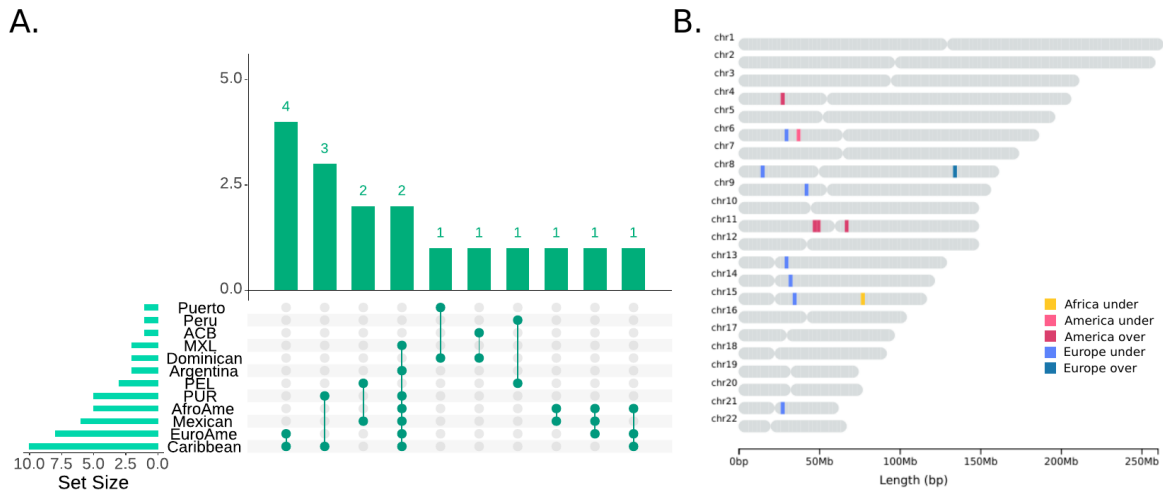 A.
5.0
2.5
0.0
4
3
2
2
1
1
1
1
1
1
Puerto
Peru
ACB
MXL
Dominican
Argentina
PEL
PUR
AfroAme
Mexican
EuroAme
Caribbean
10.0 7.5 5.0 2.5 0.0
Set Size
B.
chr1
chr2
chr3
chr4
chr5
chr6
chr7
chr8
chr9
chr10
chr11
chr12
chr13
chr14
chr15
chr16
chr17
chr18
chr19
chr20
chr21
chr22
Africa under
America under
America over
Europe under
Europe over
0bp 50Mb 100Mb 150Mb 200Mb 250Mb
Length (bp)